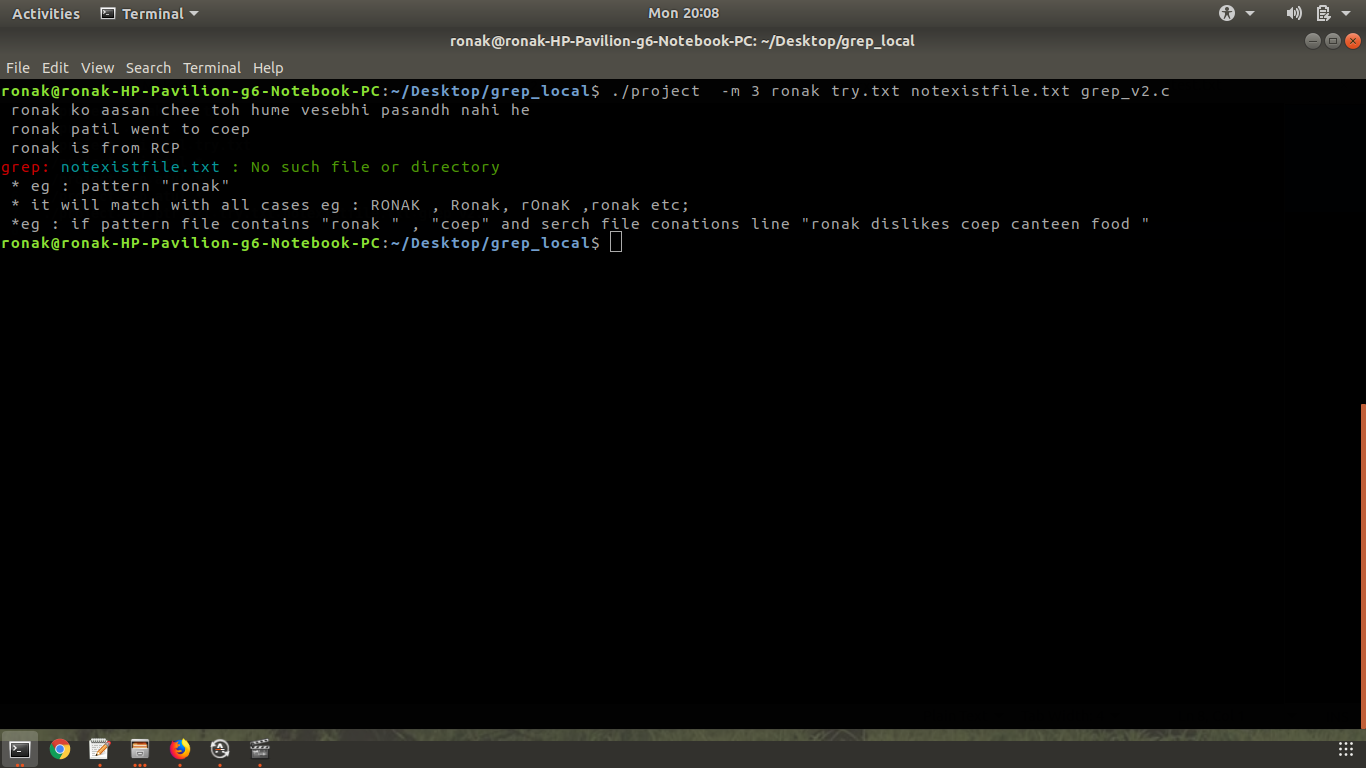 Activities Terminal Mon 20:08
ronak@ronak-HP-Pavilion-g6-Notebook-PC: ~/Desktop/grep_local
File Edit View Search Terminal Help
ronak@ronak-HP-Pavilion-g6-Notebook-PC:~/Desktop/grep_local$ ./project  -m 3 ronak try.txt notexistfile.txt grep_v2.c
ronak ko aasan chee toh hume vesebhi pasandh nahi he
ronak patil went to coep
ronak is from RCP
grep: notexistfile.txt : No such file or directory
* eg : pattern "ronak"
* it will match with all cases eg : RONAK , Ronak, rOnaK ,ronak etc;
*eg : if pattern file contains "ronak " , "coep" and serch file conations line "ronak dislikes coep canteen food "
ronak@ronak-HP-Pavilion-g6-Notebook-PC:~/Desktop/grep_local$